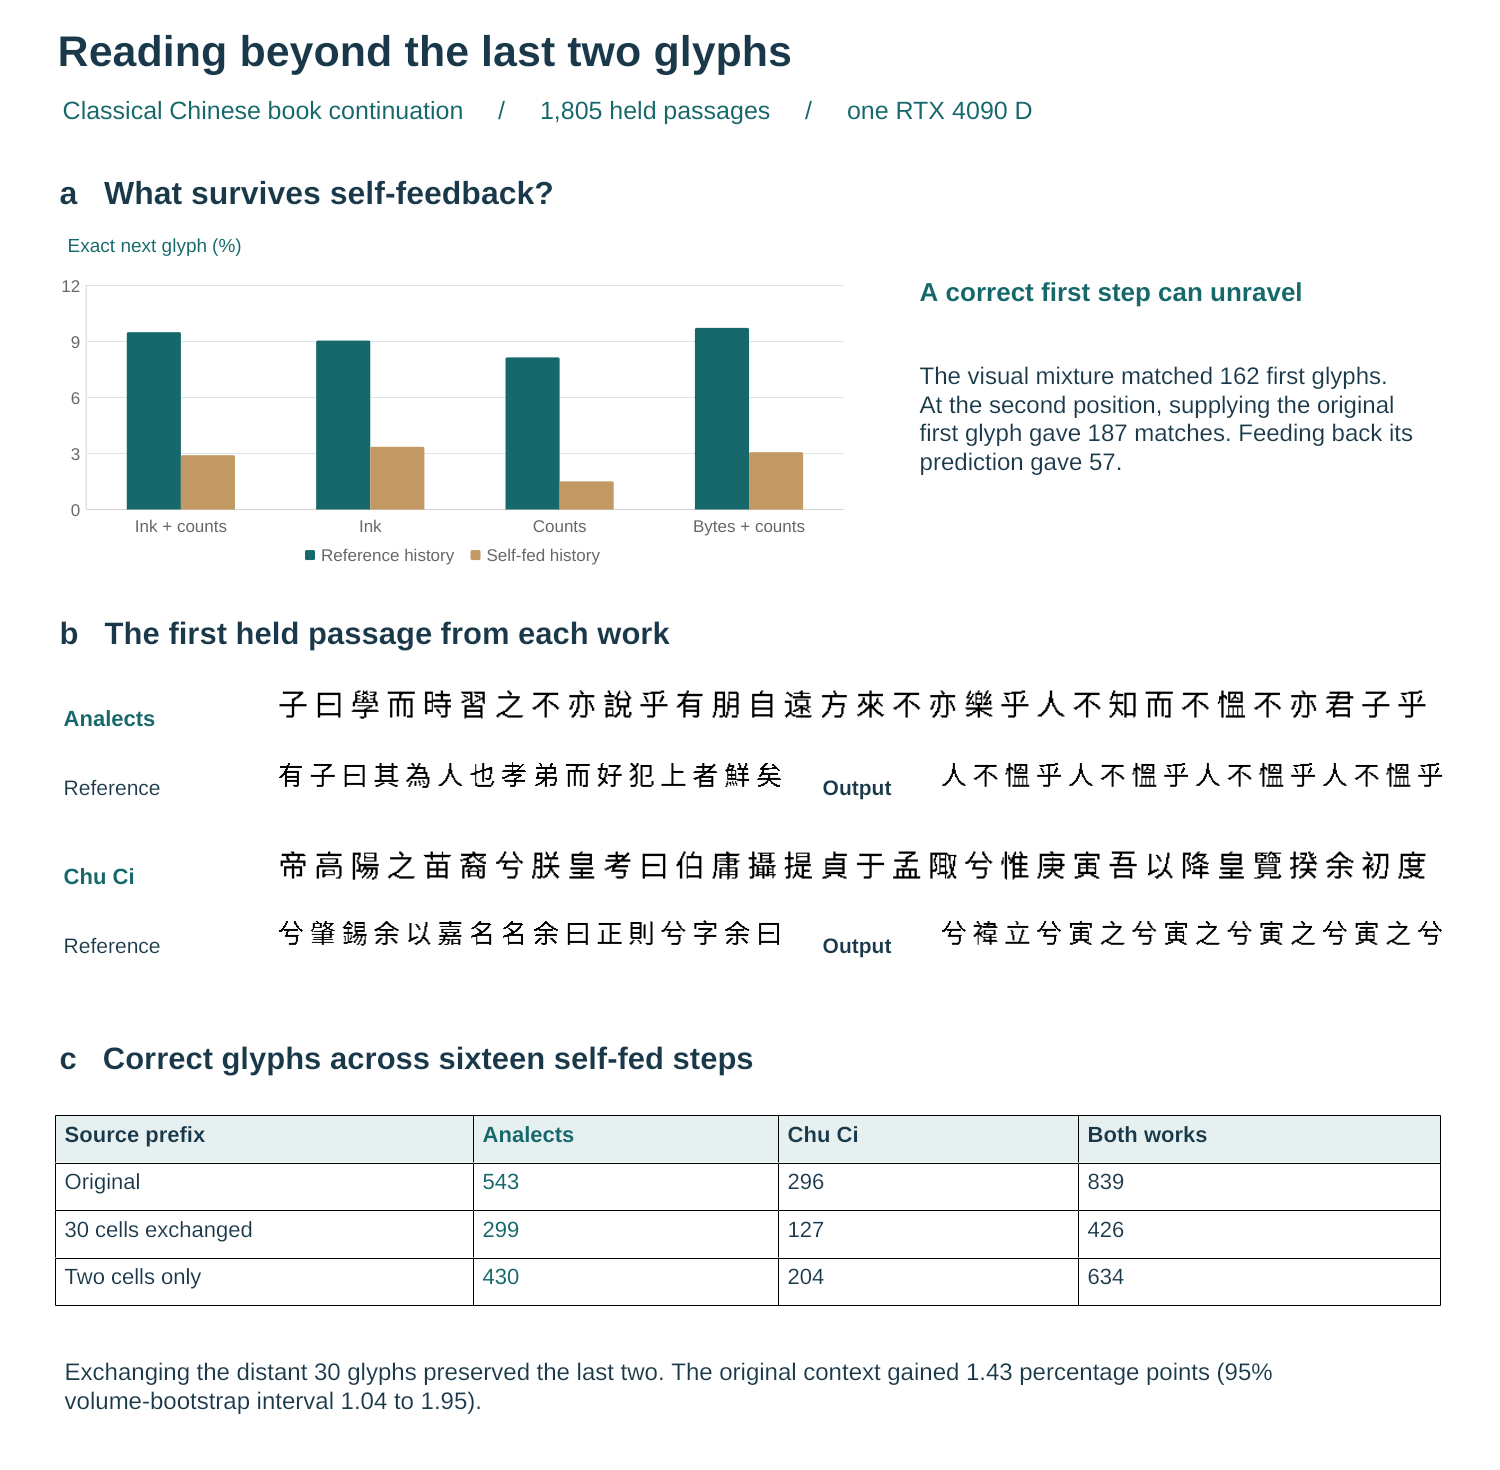 Reading beyond the last two glyphs
Classical Chinese book continuation / 1,805 held passages / one RTX 4090 D
a What survives self-feedback?
Exact next glyph (%)
12
9
6
3
0
Ink + counts Ink Counts Bytes + counts
Reference history Self-fed history
A correct first step can unravel
The visual mixture matched 162 first glyphs.
At the second position, supplying the original
first glyph gave 187 matches. Feeding back its
prediction gave 57.
b The first held passage from each work
Analects 子曰學而時習之不亦說乎有朋自遠方來不亦樂乎人不知而不慍不亦君子乎
Reference 有子曰其為人也孝弟而好犯上者鮮矣 Output 人不慍乎人不慍乎人不慍乎人不慍乎
Chu Ci 帝高陽之苗裔兮朕皇考曰伯庸攝提貞于孟陬兮惟庚寅吾以降皇覽揆余初度
Reference 兮肇錫余以嘉名名余曰正則兮字余曰 Output 兮褘立兮寅之兮寅之兮寅之兮寅之兮
c Correct glyphs across sixteen self-fed steps
Source prefix Analects Chu Ci Both works
Original 543 296 839
30 cells exchanged 299 127 426
Two cells only 430 204 634
Exchanging the distant 30 glyphs preserved the last two. The original context gained 1.43 percentage points (95%
volume-bootstrap interval 1.04 to 1.95).